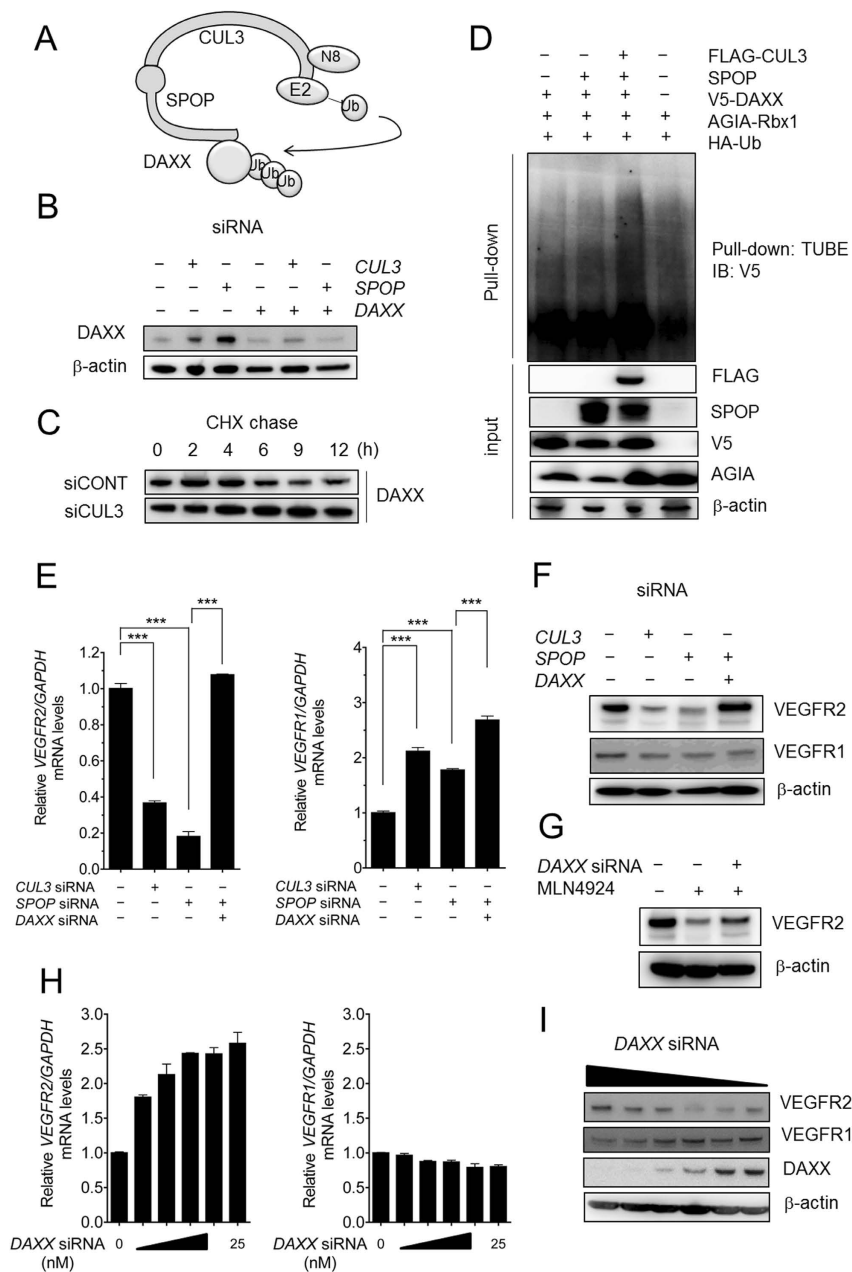 A
CUL3
N8
E2
Ub
SPOP
DAXX
Ub
Ub
Ub
B
siRNA
– + – – + – CUL3
– – + – – + SPOP
– – – + + + DAXX
DAXX
β-actin
C
CHX chase
0 2 4 6 9 12 (h)
siCONT
siCUL3
DAXX
D
– – + – FLAG-CUL3
– + + – SPOP
+ + + – V5-DAXX
+ + + + AGIA-Rbx1
+ + + + HA-Ub
Pull-down
Pull-down: TUBE
IB: V5
input
FLAG
SPOP
V5
AGIA
β-actin
E
Relative VEGFR2/GAPDH
mRNA levels
1.2
1.0
0.8
0.6
0.4
0.2
0.0
***
***
***
CUL3 siRNA – + – –
SPOP siRNA – – + +
DAXX siRNA – – – +
Relative VEGFR1/GAPDH
mRNA levels
4
3
2
1
0
***
***
***
CUL3 siRNA – + – –
SPOP siRNA – – + +
DAXX siRNA – – – +
F
siRNA
CUL3 – + – –
SPOP – – + +
DAXX – – – +
VEGFR2
VEGFR1
β-actin
G
DAXX siRNA – – +
MLN4924 – + +
VEGFR2
β-actin
H
Relative VEGFR2/GAPDH
mRNA levels
3.0
2.5
2.0
1.5
1.0
0.5
0.0
DAXX siRNA 0 25
(nM)
Relative VEGFR1/GAPDH
mRNA levels
3.0
2.5
2.0
1.5
1.0
0.5
0.0
DAXX siRNA 0 25
(nM)
I
DAXX siRNA
VEGFR2
VEGFR1
DAXX
β-actin